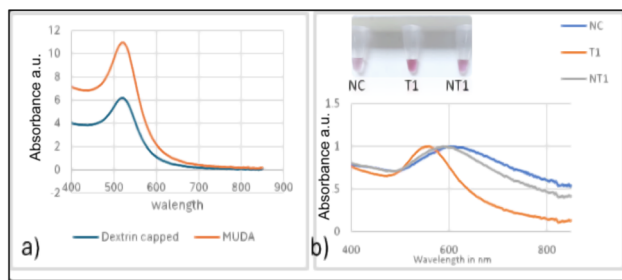 12
10
8
6
4
2
0
-2
400 500 600 700 800 900
Absorbance a.u.
walength
a)
Dextrin capped MUDA
NC
T1
NT1
NC T1 NT1
1.5
1
0.5
0
400 600 800
Absorbance a.u.
Wavelength in nm
b)